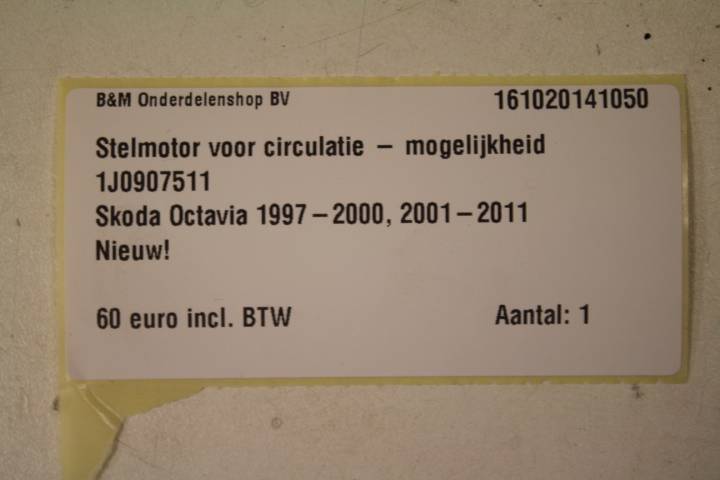 B&M Onderdelenshop BV 161020141050
Stelmotor voor circulatie – mogelijkheid
1J0907511
Skoda Octavia 1997–2000, 2001–2011
Nieuw!
60 euro incl. BTW Aantal: 1